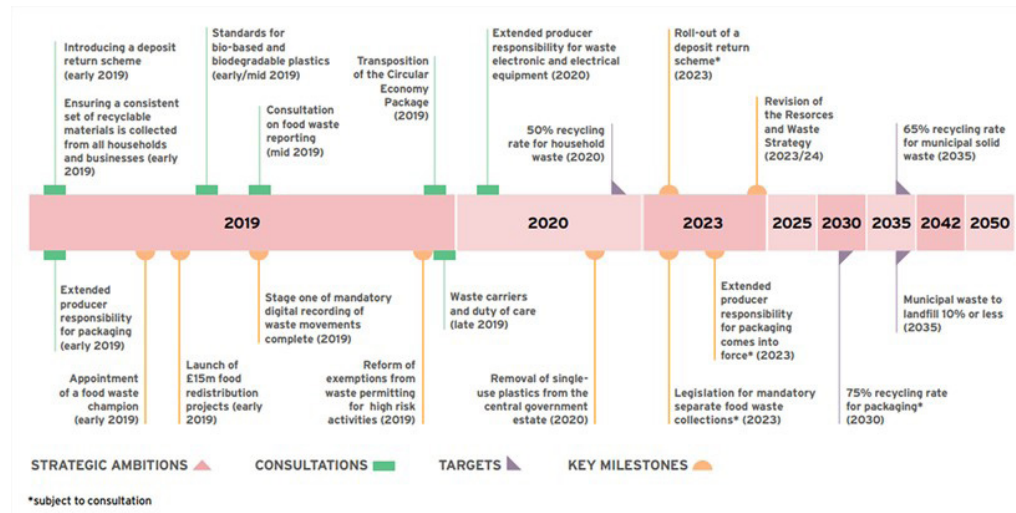 Introducing a deposit
return scheme
(early 2019)
Ensuring a consistent
set of recyclable
materials is collected
from all households
and businesses (early
2019)
Standards for
bio-based and
biodegradable plastics
(early/mid 2019)
Consultation
on food waste
reporting
(mid 2019)
Transposition
of the Circular
Economy
Package
(2019)
Extended producer
responsibility for waste
electronic and electrical
equipment (2020)
50% recycling
rate for household
waste (2020)
Roll-out of a
deposit return
scheme*
(2023)
Revision of
the Resorces
and Waste
Strategy
(2023/24)
65% recycling rate
for municipal solid
waste (2035)
2019
2020
2023
2025
2030
2035
2042
2050
Extended
producer
responsibility
for packaging
(early 2019)
Appointment
of a food waste
champion
(early 2019)
Launch of
£15m food
redistribution
projects (early
2019)
Stage one of mandatory
digital recording of
waste movements
complete (2019)
Reform of
exemptions from
waste permitting
for high risk
activities (2019)
Waste carriers
and duty of care
(late 2019)
Removal of single-
use plastics from the
central government
estate (2020)
Legislation for mandatory
separate food waste
collections* (2023)
Extended
producer
responsibility
for packaging
comes into
force* (2023)
75% recycling rate
for packaging*
(2030)
Municipal waste to
landfill 10% or less
(2035)
STRATEGIC AMBITIONS
CONSULTATIONS
TARGETS
KEY MILESTONES
*subject to consultation